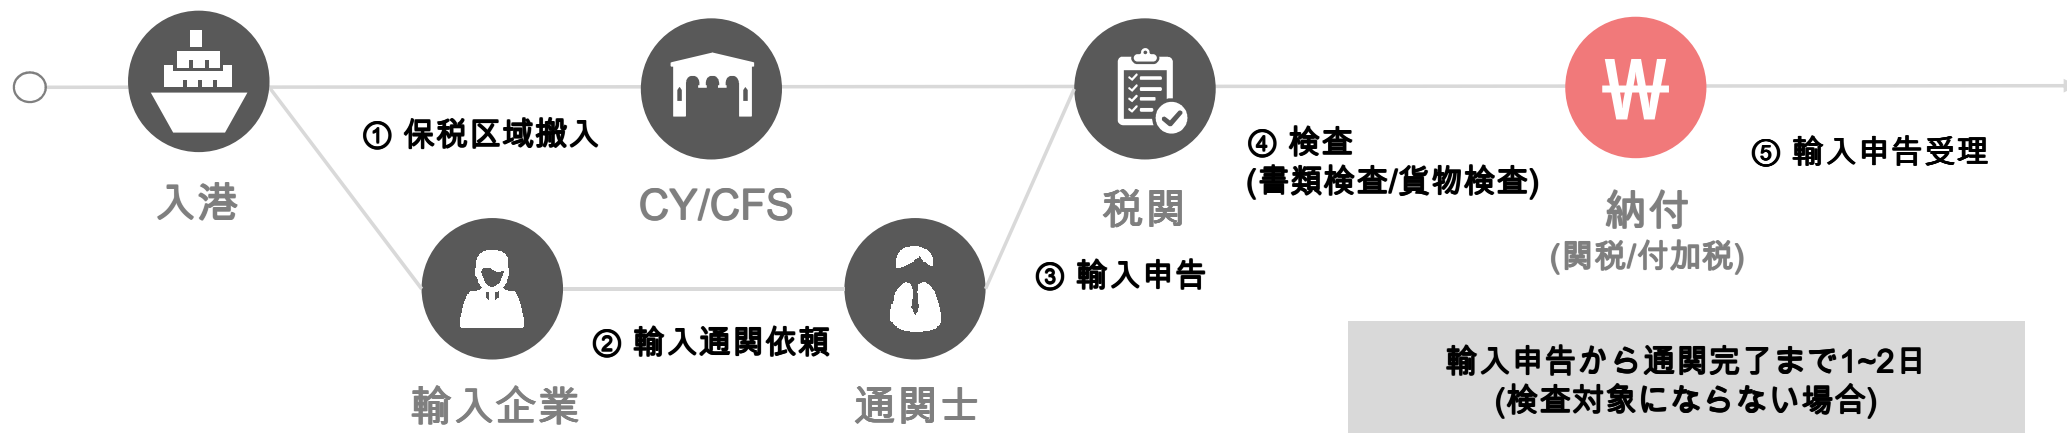 入港
① 保税区域搬入
CY/CFS
輸入企業
② 輸入通関依頼
通関士
③ 輸入申告
税関
④ 検査
(書類検査/貨物検査)
₩
納付
(関税/付加税)
⑤ 輸入申告受理
輸入申告から通関完了まで1~2日
(検査対象にならない場合)